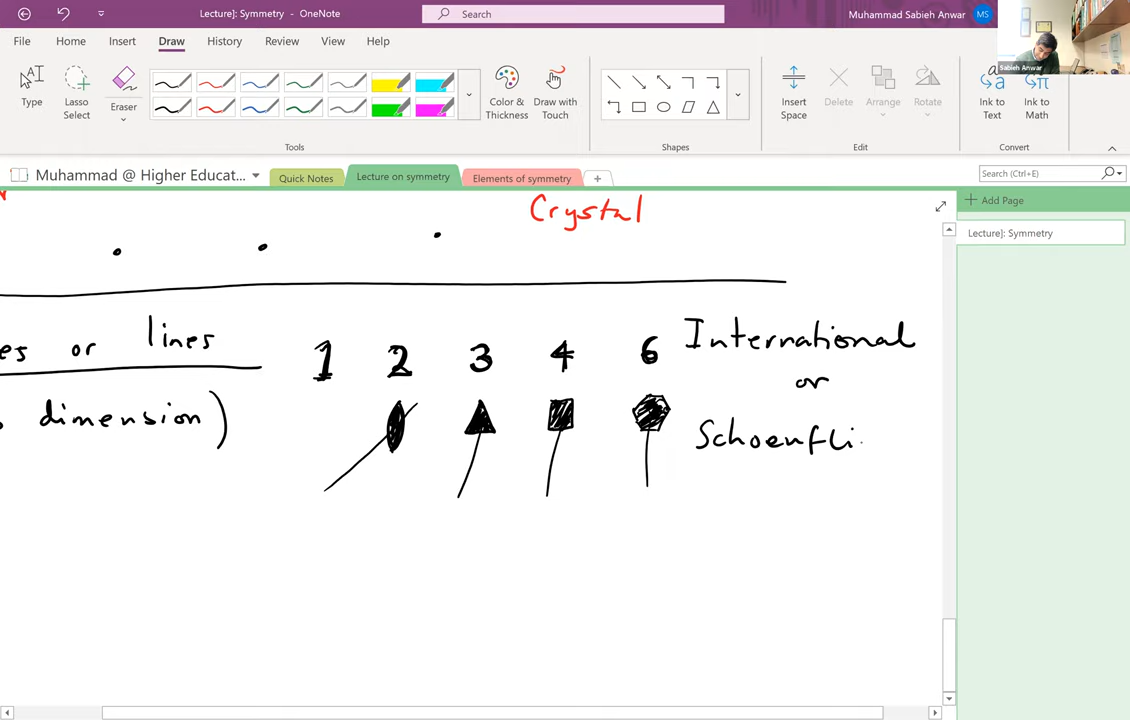 Lecture]: Symmetry - OneNote
Search
Muhammad Sabieh Anwar
MS
File Home Insert Draw History Review View Help
Type
Lasso Select
Eraser
Color & Thickness
Draw with Touch
Insert Space
Delete
Arrange
Rotate
Ink to Text
Ink to Math
Tools
Shapes
Edit
Convert
Sabieh Anwar
Muhammad @ Higher Educat...
Quick Notes
Lecture on symmetry
Elements of symmetry
Search (Ctrl+E)
Add Page
Lecture]: Symmetry
Crystal
es or lines
1 2 3 4 6
International
or
dimension)
Schoenfli